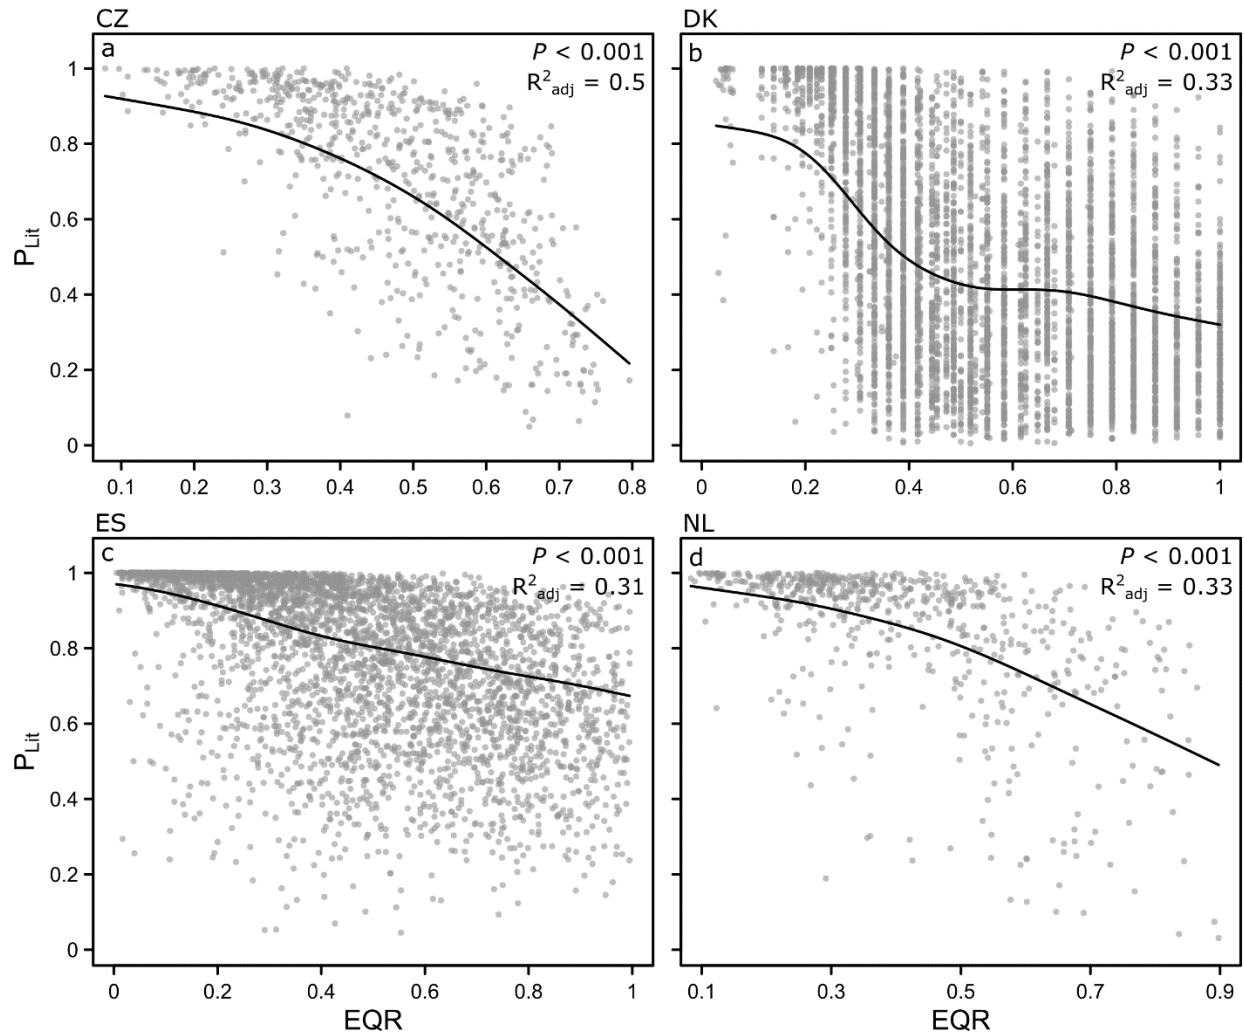 CZ
a
P < 0.001
R²adj = 0.5
PLit
1
0.8
0.6
0.4
0.2
0
0.1 0.2 0.3 0.4 0.5 0.6 0.7 0.8
DK
b
P < 0.001
R²adj = 0.33
0 0.2 0.4 0.6 0.8 1
ES
c
P < 0.001
R²adj = 0.31
PLit
1
0.8
0.6
0.4
0.2
0
0 0.2 0.4 0.6 0.8 1
EQR
NL
d
P < 0.001
R²adj = 0.33
0.1 0.3 0.5 0.7 0.9
EQR